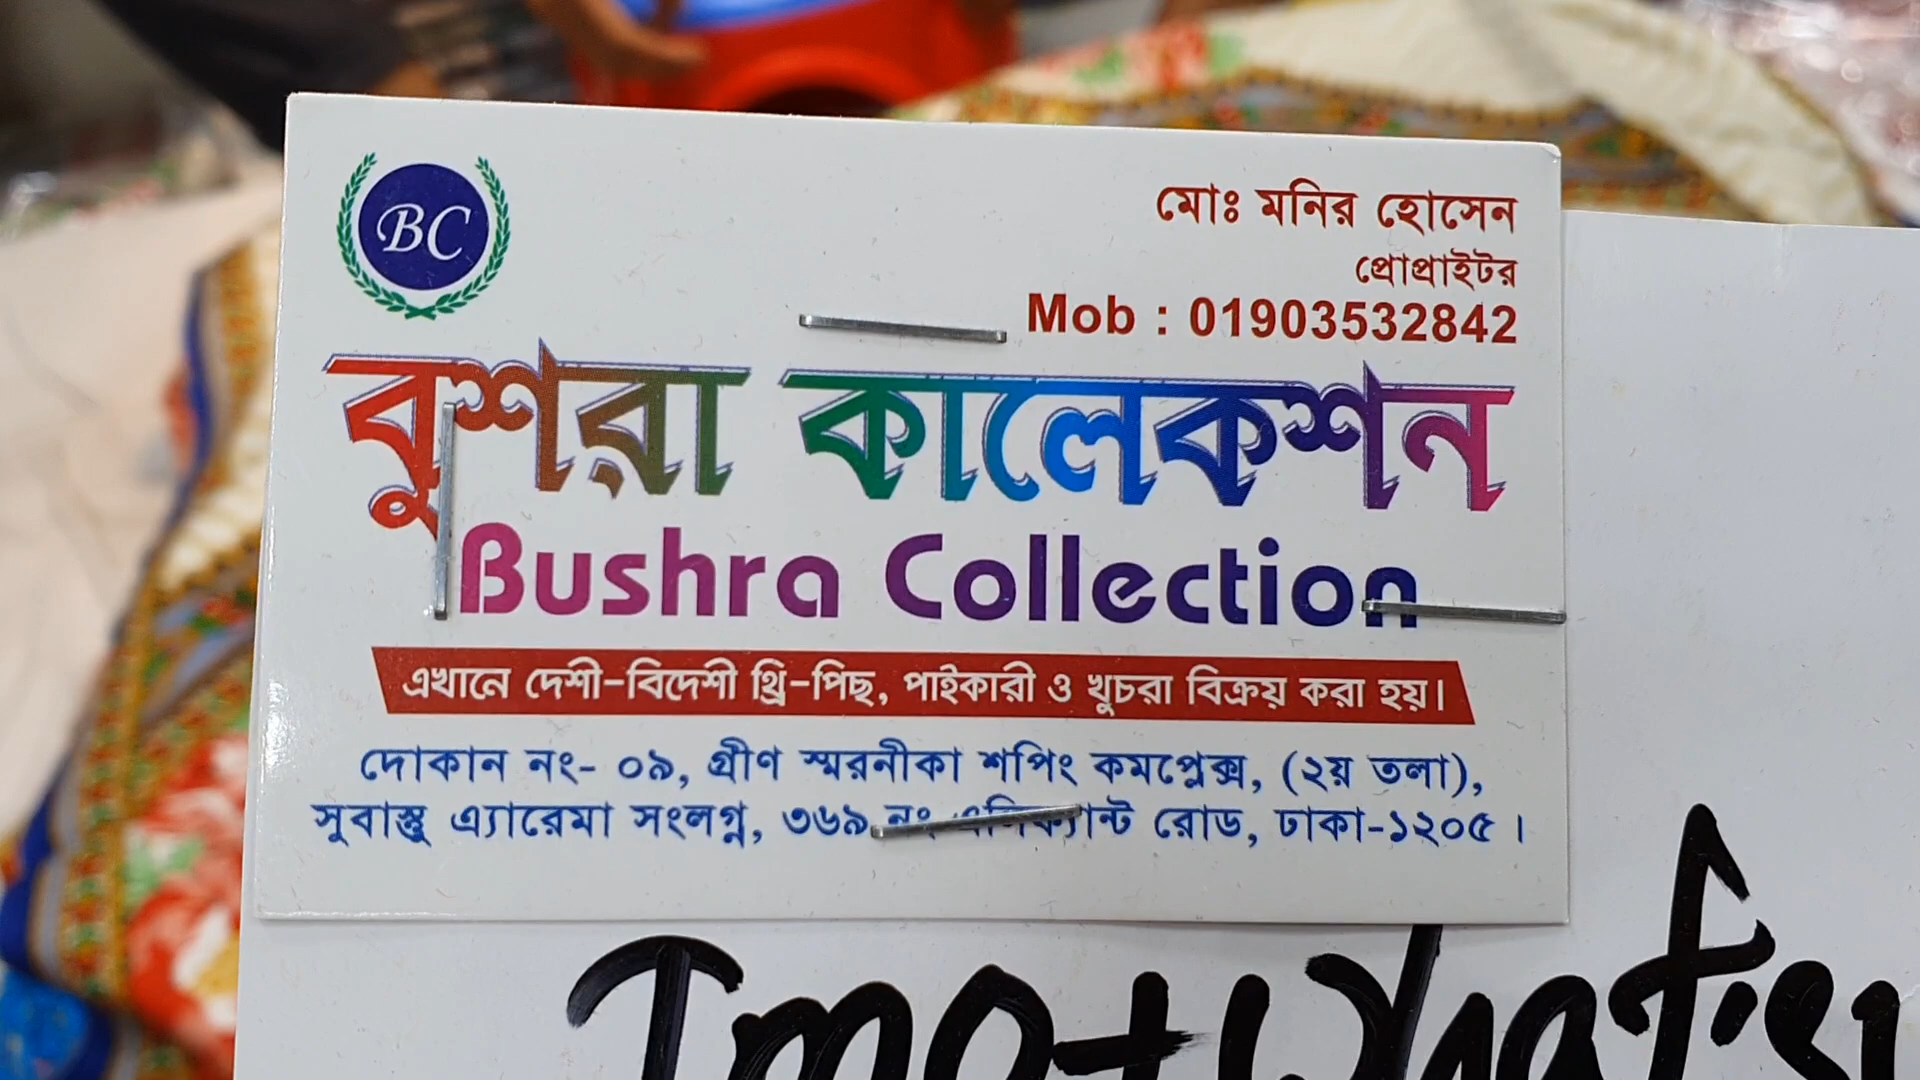 BC
মোঃ মনির হোসেন
প্রোপ্রাইটর
Mob : 01903532842
বুশরা কালেকশন
Bushra Collection
এখানে দেশী-বিদেশী থ্রি-পিছ, পাইকারী ও খুচরা বিক্রয় করা হয়।
দোকান নং- ০৯, গ্রীণ স্মরনীকা শপিং কমপ্লেক্স, (২য় তলা),
সুবাস্তু এ্যারেমা সংলগ্ন, ৩৬৯ নং এলিফ্যান্ট রোড, ঢাকা-১২০৫ ।